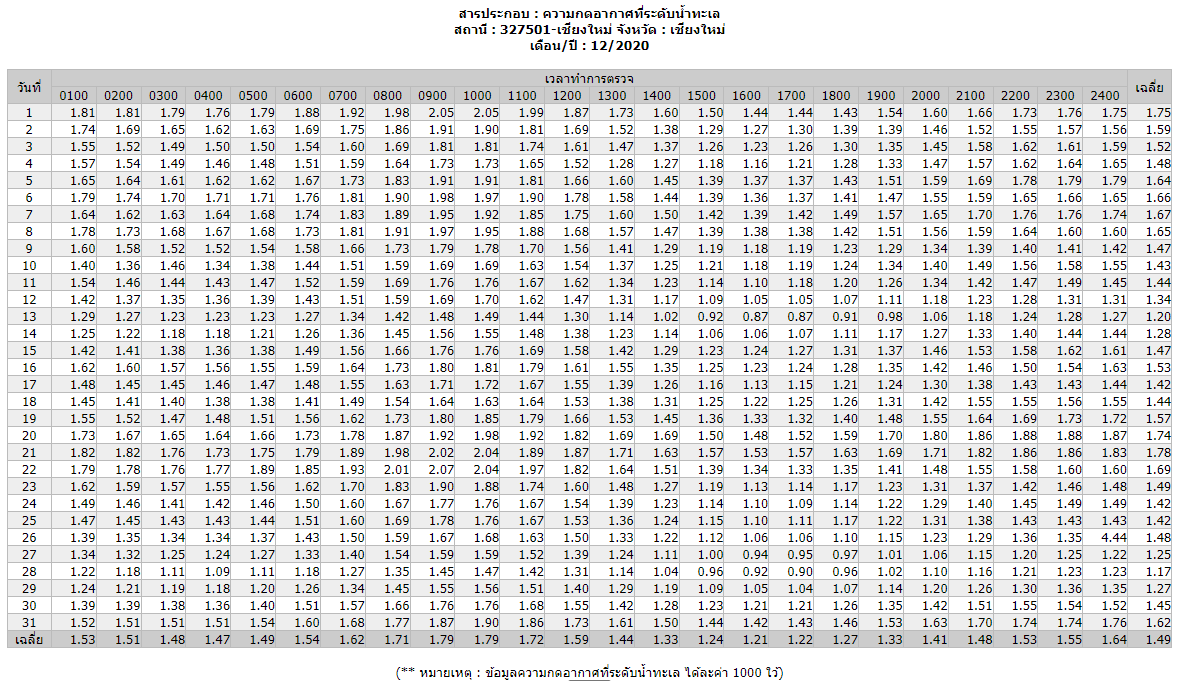 สารประกอบ : ความกดอากาศที่ระดับน้ำทะเล
สถานี : 327501-เชียงใหม่ จังหวัด : เชียงใหม่
เดือน/ปี : 12/2020
วันที่ เวลาทำการตรวจ เฉลี่ย
0100 0200 0300 0400 0500 0600 0700 0800 0900 1000 1100 1200 1300 1400 1500 1600 1700 1800 1900 2000 2100 2200 2300 2400
1 1.81 1.81 1.79 1.76 1.79 1.88 1.92 1.98 2.05 2.05 1.99 1.87 1.73 1.60 1.50 1.44 1.44 1.43 1.54 1.60 1.66 1.73 1.76 1.75 1.75
2 1.74 1.69 1.65 1.62 1.63 1.69 1.75 1.86 1.91 1.90 1.81 1.69 1.52 1.38 1.29 1.27 1.30 1.39 1.39 1.46 1.52 1.55 1.57 1.56 1.59
3 1.55 1.52 1.49 1.50 1.50 1.54 1.60 1.69 1.81 1.81 1.74 1.61 1.47 1.37 1.26 1.23 1.26 1.30 1.35 1.45 1.58 1.62 1.61 1.59 1.52
4 1.57 1.54 1.49 1.46 1.48 1.51 1.59 1.64 1.73 1.73 1.65 1.52 1.28 1.27 1.18 1.16 1.21 1.28 1.33 1.47 1.57 1.62 1.64 1.65 1.48
5 1.65 1.64 1.61 1.62 1.62 1.67 1.73 1.83 1.91 1.91 1.81 1.66 1.60 1.45 1.39 1.37 1.37 1.43 1.51 1.59 1.69 1.78 1.79 1.79 1.64
6 1.79 1.74 1.70 1.71 1.71 1.76 1.81 1.90 1.98 1.97 1.90 1.78 1.58 1.44 1.39 1.36 1.37 1.41 1.47 1.55 1.59 1.65 1.66 1.65 1.66
7 1.64 1.62 1.63 1.64 1.68 1.74 1.83 1.89 1.95 1.92 1.85 1.75 1.60 1.50 1.42 1.39 1.42 1.49 1.57 1.65 1.70 1.76 1.76 1.74 1.67
8 1.78 1.73 1.68 1.67 1.68 1.73 1.81 1.91 1.97 1.95 1.88 1.68 1.57 1.47 1.39 1.38 1.38 1.42 1.51 1.56 1.59 1.64 1.60 1.60 1.65
9 1.60 1.58 1.52 1.52 1.54 1.58 1.66 1.73 1.79 1.78 1.70 1.56 1.41 1.29 1.19 1.18 1.19 1.23 1.29 1.34 1.39 1.40 1.41 1.42 1.47
10 1.40 1.36 1.46 1.34 1.38 1.44 1.51 1.59 1.69 1.69 1.63 1.54 1.37 1.25 1.21 1.18 1.19 1.24 1.34 1.40 1.49 1.56 1.58 1.55 1.43
11 1.54 1.46 1.44 1.43 1.47 1.52 1.59 1.69 1.76 1.76 1.67 1.62 1.34 1.23 1.14 1.10 1.18 1.20 1.26 1.34 1.42 1.47 1.49 1.45 1.44
12 1.42 1.37 1.35 1.36 1.39 1.43 1.51 1.59 1.69 1.70 1.62 1.47 1.31 1.17 1.09 1.05 1.05 1.07 1.11 1.18 1.23 1.28 1.31 1.31 1.34
13 1.29 1.27 1.23 1.23 1.23 1.27 1.34 1.42 1.48 1.49 1.44 1.30 1.14 1.02 0.92 0.87 0.87 0.91 0.98 1.06 1.18 1.24 1.28 1.27 1.20
14 1.25 1.22 1.18 1.18 1.21 1.26 1.36 1.45 1.56 1.55 1.48 1.38 1.23 1.14 1.06 1.06 1.07 1.11 1.17 1.27 1.33 1.40 1.44 1.44 1.28
15 1.42 1.41 1.38 1.36 1.38 1.49 1.56 1.66 1.76 1.76 1.69 1.58 1.42 1.29 1.23 1.24 1.27 1.31 1.37 1.46 1.53 1.58 1.62 1.61 1.47
16 1.62 1.60 1.57 1.56 1.55 1.59 1.64 1.73 1.80 1.81 1.79 1.61 1.55 1.35 1.25 1.23 1.24 1.28 1.35 1.42 1.46 1.50 1.54 1.63 1.53
17 1.48 1.45 1.45 1.46 1.47 1.48 1.55 1.63 1.71 1.72 1.67 1.55 1.39 1.26 1.16 1.13 1.15 1.21 1.24 1.30 1.38 1.43 1.43 1.44 1.42
18 1.45 1.41 1.40 1.38 1.38 1.41 1.49 1.54 1.64 1.63 1.64 1.53 1.38 1.31 1.25 1.22 1.25 1.26 1.31 1.42 1.55 1.55 1.56 1.55 1.44
19 1.55 1.52 1.47 1.48 1.51 1.56 1.62 1.73 1.80 1.85 1.79 1.66 1.53 1.45 1.36 1.33 1.32 1.40 1.48 1.55 1.64 1.69 1.73 1.72 1.57
20 1.73 1.67 1.65 1.64 1.66 1.73 1.78 1.87 1.92 1.98 1.92 1.82 1.69 1.69 1.50 1.48 1.52 1.59 1.70 1.80 1.86 1.88 1.88 1.87 1.74
21 1.82 1.82 1.76 1.73 1.75 1.79 1.89 1.98 2.02 2.04 1.89 1.87 1.71 1.63 1.57 1.53 1.57 1.63 1.69 1.71 1.82 1.86 1.86 1.83 1.78
22 1.79 1.78 1.76 1.77 1.89 1.85 1.93 2.01 2.07 2.04 1.97 1.82 1.64 1.51 1.39 1.34 1.33 1.35 1.41 1.48 1.55 1.58 1.60 1.60 1.69
23 1.62 1.59 1.57 1.55 1.56 1.62 1.70 1.83 1.90 1.88 1.74 1.60 1.48 1.27 1.19 1.13 1.14 1.17 1.23 1.31 1.37 1.42 1.46 1.48 1.49
24 1.49 1.46 1.41 1.42 1.46 1.50 1.60 1.67 1.77 1.76 1.67 1.54 1.39 1.23 1.14 1.10 1.09 1.14 1.22 1.29 1.40 1.45 1.49 1.49 1.42
25 1.47 1.45 1.43 1.43 1.44 1.51 1.60 1.69 1.78 1.76 1.67 1.53 1.36 1.24 1.15 1.10 1.11 1.17 1.22 1.31 1.38 1.43 1.43 1.43 1.42
26 1.39 1.35 1.34 1.34 1.37 1.43 1.50 1.59 1.67 1.68 1.63 1.50 1.33 1.22 1.12 1.06 1.06 1.10 1.15 1.23 1.29 1.36 1.35 4.44 1.48
27 1.34 1.32 1.25 1.24 1.27 1.33 1.40 1.54 1.59 1.59 1.52 1.39 1.24 1.11 1.00 0.94 0.95 0.97 1.01 1.06 1.15 1.20 1.25 1.22 1.25
28 1.22 1.18 1.11 1.09 1.11 1.18 1.27 1.35 1.45 1.47 1.42 1.31 1.14 1.04 0.96 0.92 0.90 0.96 1.02 1.10 1.16 1.21 1.23 1.23 1.17
29 1.24 1.21 1.19 1.18 1.20 1.26 1.34 1.45 1.55 1.56 1.51 1.40 1.29 1.19 1.09 1.05 1.04 1.07 1.14 1.20 1.26 1.30 1.36 1.35 1.27
30 1.39 1.39 1.38 1.36 1.40 1.51 1.57 1.66 1.76 1.76 1.68 1.55 1.42 1.28 1.23 1.21 1.21 1.26 1.35 1.42 1.51 1.55 1.54 1.52 1.45
31 1.52 1.51 1.51 1.51 1.54 1.60 1.68 1.77 1.87 1.90 1.86 1.73 1.61 1.50 1.44 1.42 1.43 1.46 1.53 1.63 1.70 1.74 1.74 1.76 1.62
เฉลี่ย 1.53 1.51 1.48 1.47 1.49 1.54 1.62 1.71 1.79 1.79 1.72 1.59 1.44 1.33 1.24 1.21 1.22 1.27 1.33 1.41 1.48 1.53 1.55 1.64 1.49
(** หมายเหตุ : ข้อมูลความกดอากาศที่ระดับน้ำทะเล ได้ละค่า 1000 ใว้)